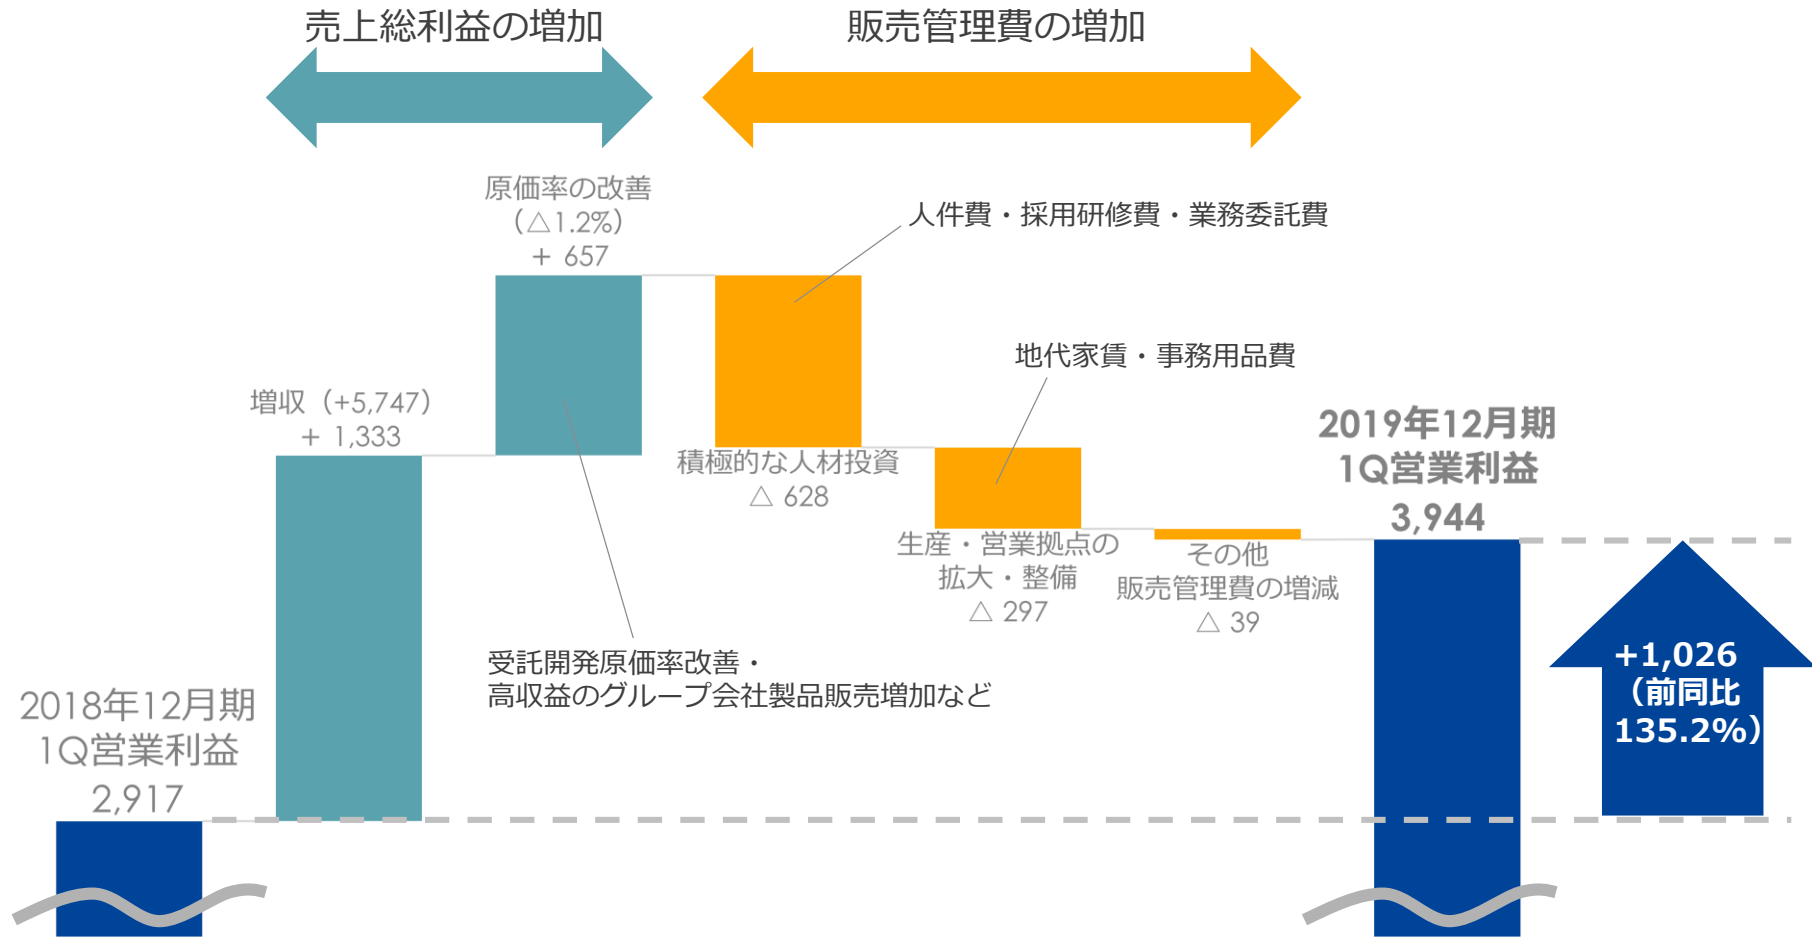 売上総利益の増加
販売管理費の増加
原価率の改善
（△1.2%）
+ 657
人件費・採用研修費・業務委託費
地代家賃・事務用品費
増収（+5,747）
+ 1,333
積極的な人材投資
△ 628
2019年12月期
1Q営業利益
3,944
生産・営業拠点の
拡大・整備
△ 297
その他
販売管理費の増減
△ 39
受託開発原価率改善・
高収益のグループ会社製品販売増加など
+1,026
（前同比
135.2%）
2018年12月期
1Q営業利益
2,917